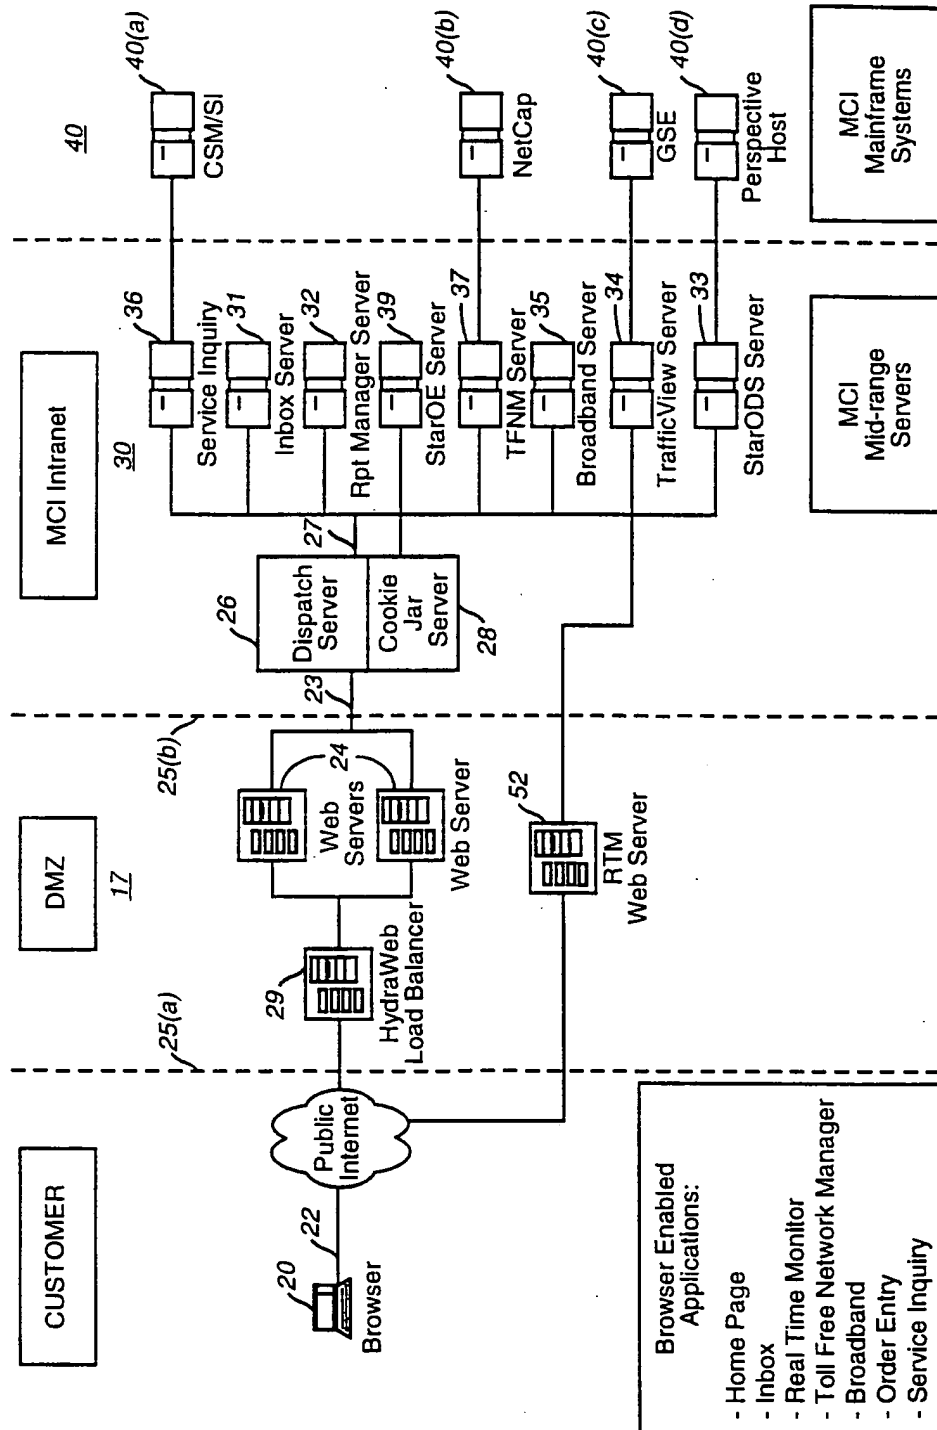 CUSTOMER
DMZ
17
MCI Intranet
30
40
25(a)
25(b)
20
Browser
22
Public
Internet
29
HydraWeb
Load Balancer
24
Web
Servers
Web Server
52
RTM
Web Server
23
26
Dispatch
Server
Cookie
Jar
Server
28
27
36
Service Inquiry
31
Inbox Server
32
Rpt Manager Server
39
StarOE Server
37
TFNM Server
35
Broadband Server
34
TrafficView Server
33
StarODS Server
40(a)
CSM/SI
40(b)
NetCap
40(c)
GSE
40(d)
Perspective
Host
Browser Enabled
Applications:
- Home Page
- Inbox
- Real Time Monitor
- Toll Free Network Manager
- Broadband
- Order Entry
- Service Inquiry
MCI
Mid-range
Servers
MCI
Mainframe
Systems